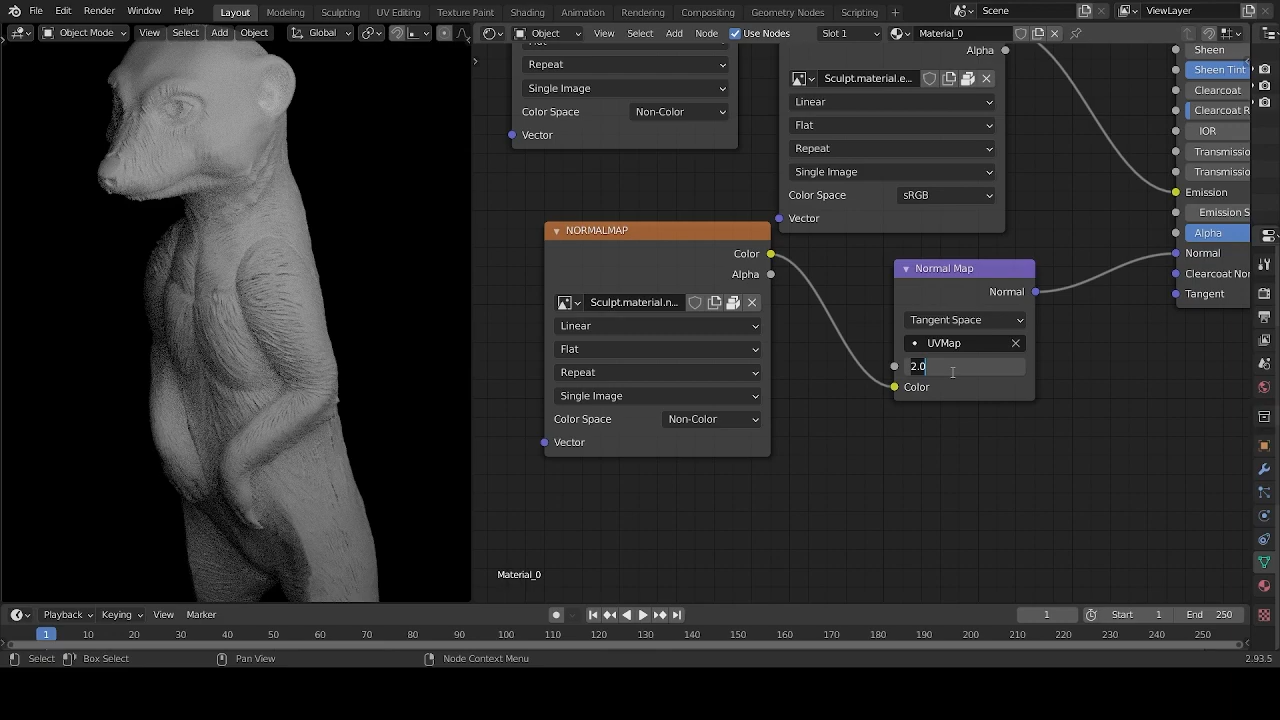 File Edit Render Window Help Layout Modeling Sculpting UV Editing Texture Paint Shading Animation Rendering Compositing Geometry Nodes Scripting + Scene ViewLayer
Object Mode View Select Add Object Global Object View Select Add Node Use Nodes Slot 1 Material_0
Repeat
Single Image
Color Space Non-Color
Vector
Alpha
Sculpt.material.e...
Linear
Flat
Repeat
Single Image
Color Space sRGB
Vector
NORMALMAP
Color
Alpha
Sculpt.material.n...
Linear
Flat
Repeat
Single Image
Color Space Non-Color
Vector
Normal Map
Normal
Tangent Space
UVMap
2.0
Color
Sheen
Sheen Tint
Clearcoat
Clearcoat R
IOR
Transmissio
Transmissio
Emission
Emission S
Alpha
Normal
Clearcoat Nor
Tangent
Material_0
Playback Keying View Marker 1 Start 1 End 250
1 10 20 30 40 50 60 70 80 90 100 110 120 130 140 150 160 170 180 190 200 210 220 230 240 250
Select Box Select Pan View Node Context Menu 2.93.5